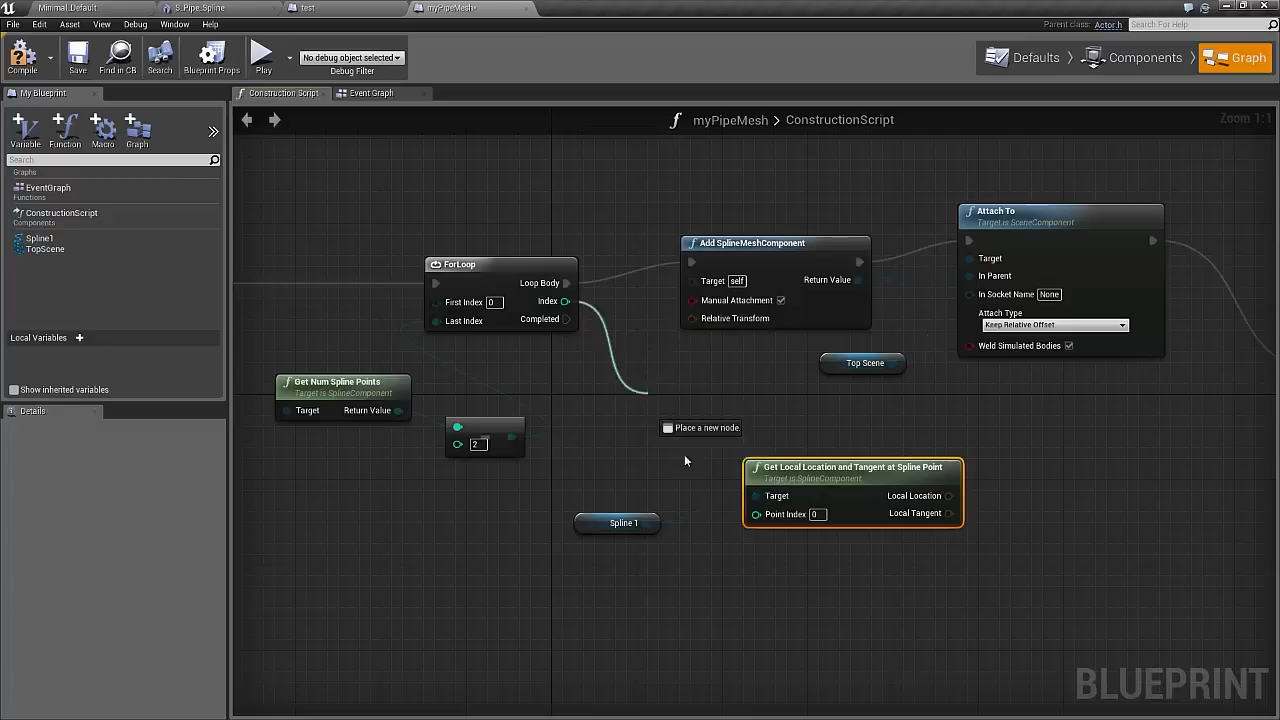 Minimal_Default
S_Pipe_Spline
test
myPipeMesh*
File Edit Asset View Debug Window Help
Parent class: Actor.h
Search For Help
Compile
Save
Find in CB
Search
Blueprint Props
Play
No debug object selected
Debug Filter
Defaults
Components
Graph
My Blueprint
Construction Script
Event Graph
Variable
Function
Macro
Graph
myPipeMesh > ConstructionScript
Zoom 1:1
Search
Graphs
EventGraph
Functions
ConstructionScript
Components
Spline1
TopScene
Local Variables +
Show inherited variables
Details
ForLoop
Loop Body
First Index 0
Index
Last Index
Completed
Add SplineMeshComponent
Target self
Return Value
Manual Attachment
Relative Transform
Attach To
Target is SceneComponent
Target
In Parent
In Socket Name None
Attach Type
Keep Relative Offset
Weld Simulated Bodies
Top Scene
Get Num Spline Points
Target is SplineComponent
Target
Return Value
2
Place a new node.
Get Local Location and Tangent at Spline Point
Target is SplineComponent
Target
Local Location
Point Index 0
Local Tangent
Spline 1
BLUEPRINT